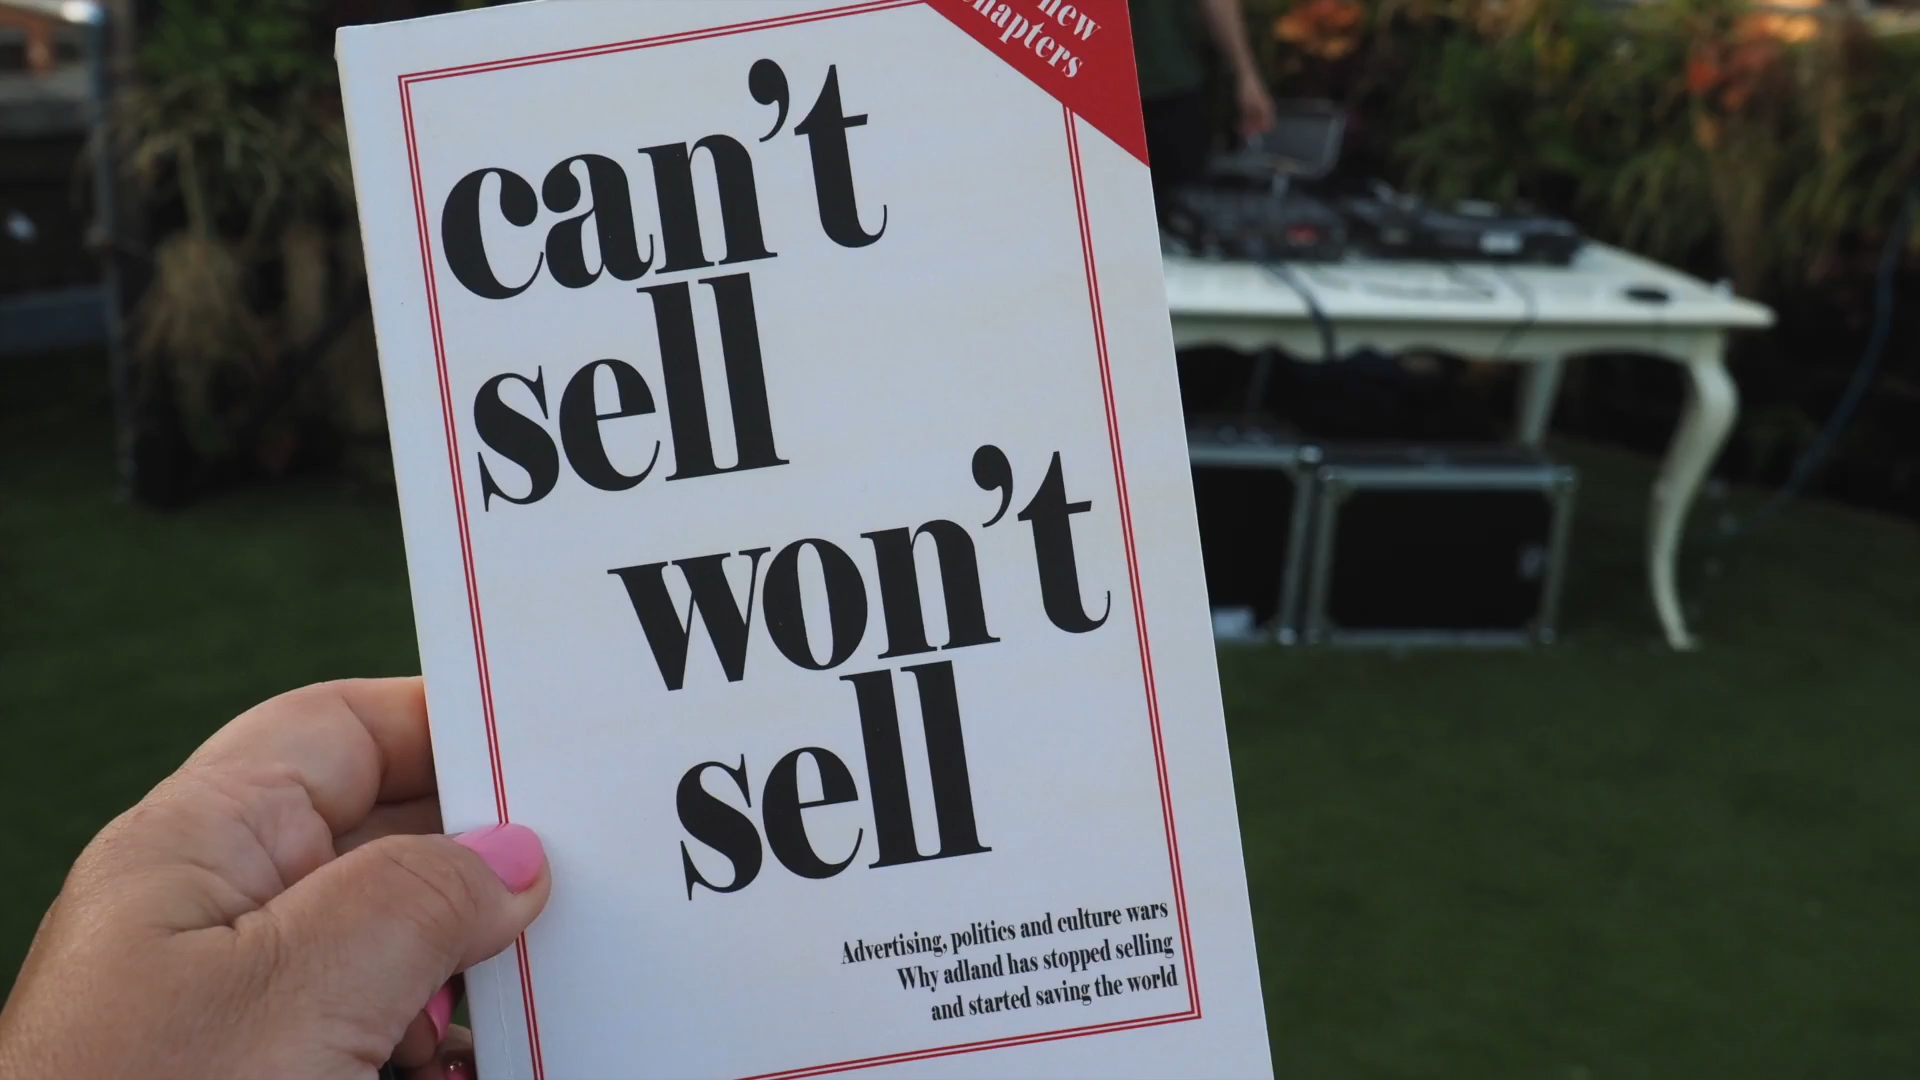 new
chapters
can't
sell
won't
sell
Advertising, politics and culture wars
Why adland has stopped selling
and started saving the world